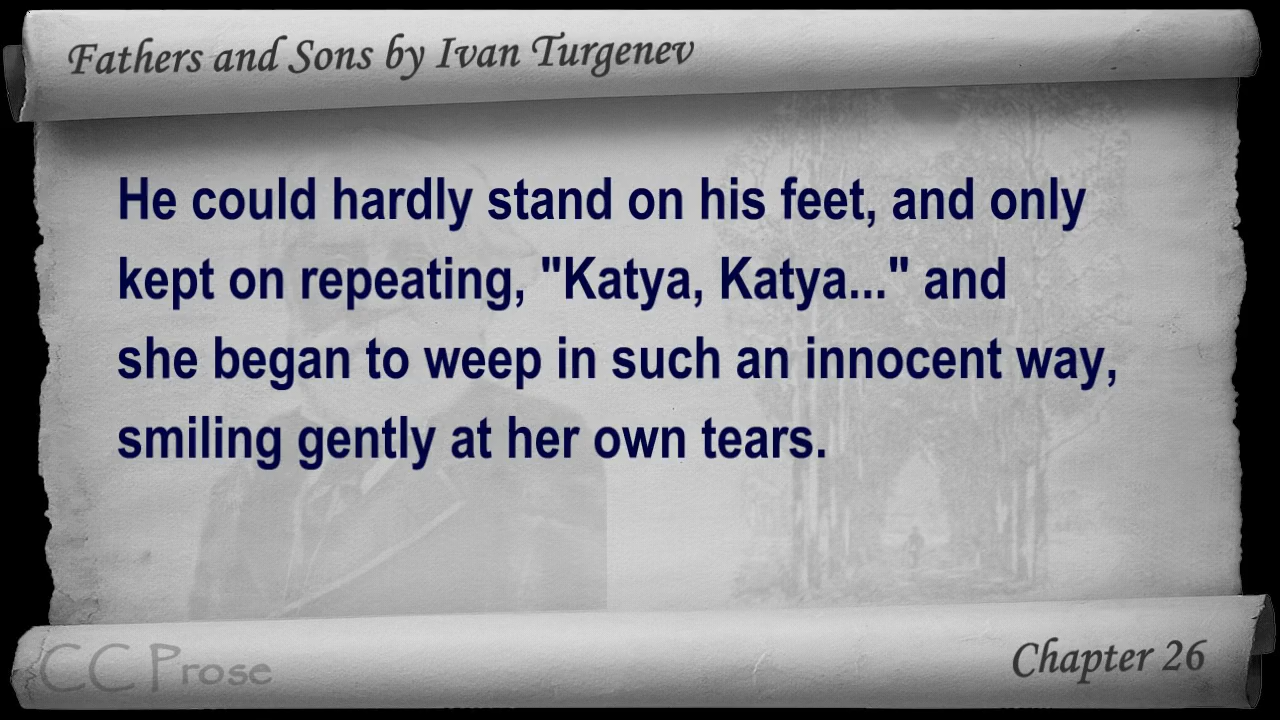 Fathers and Sons by Ivan Turgenev
He could hardly stand on his feet, and only
kept on repeating, "Katya, Katya..." and
she began to weep in such an innocent way,
smiling gently at her own tears.
CC Prose
Chapter 26